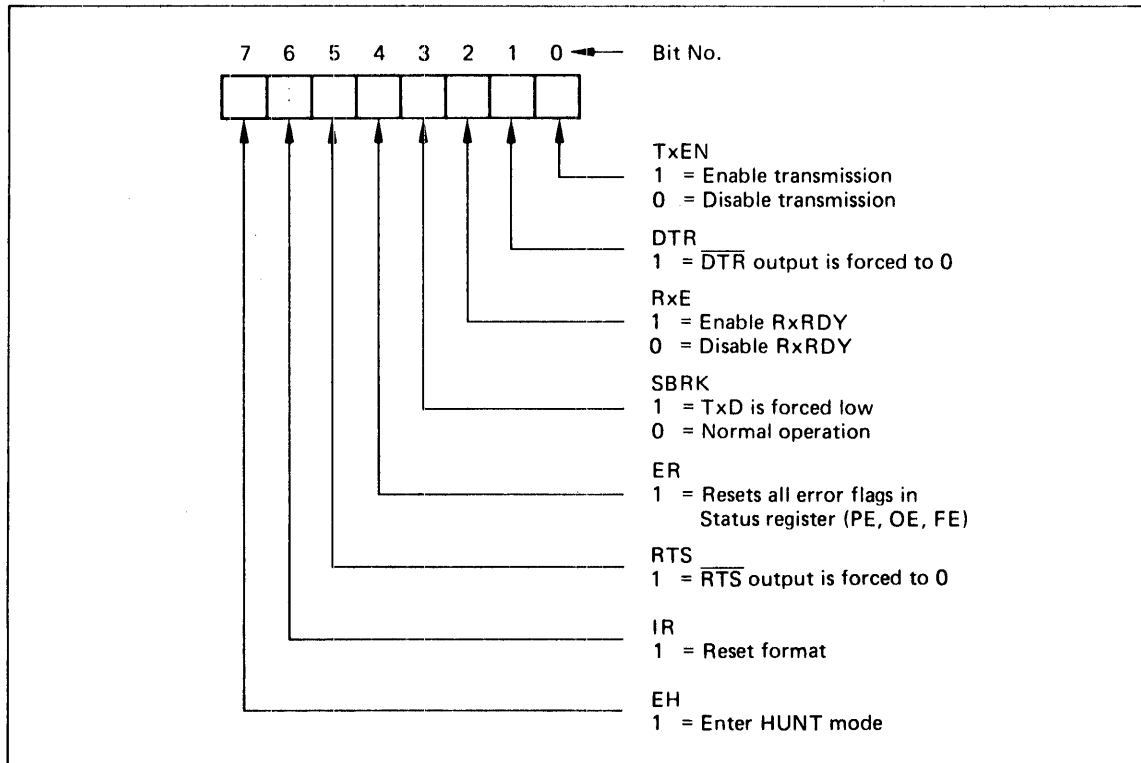 7 6 5 4 3 2 1 0 Bit No.
TxEN
1 = Enable transmission
0 = Disable transmission
DTR
1 = D̅T̅R̅ output is forced to 0
RxE
1 = Enable RxRDY
0 = Disable RxRDY
SBRK
1 = TxD is forced low
0 = Normal operation
ER
1 = Resets all error flags in
Status register (PE, OE, FE)
RTS
1 = R̅T̅S̅ output is forced to 0
IR
1 = Reset format
EH
1 = Enter HUNT mode